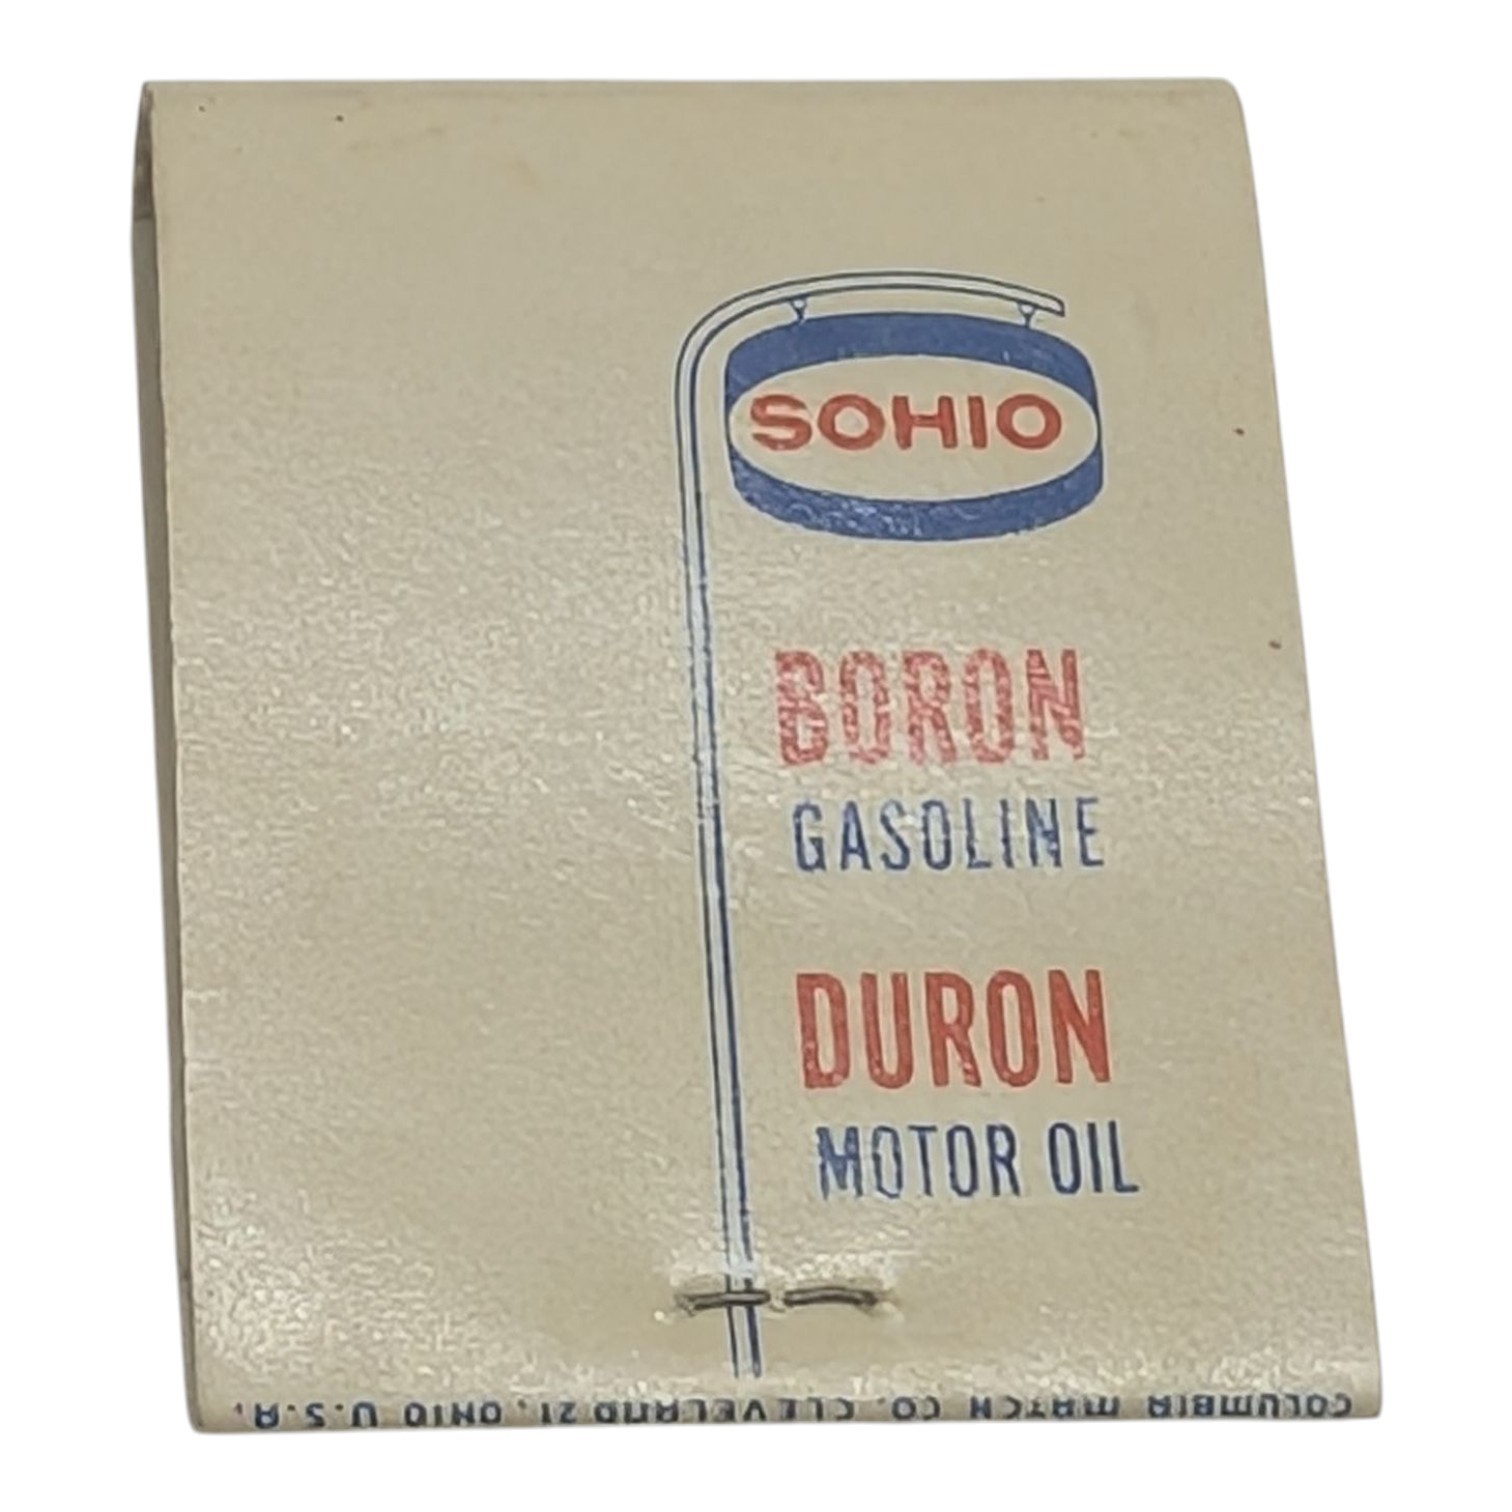 SOHIO
BORON
GASOLINE
DURON
MOTOR OIL
COLUMBIA MATCH CO. CLEVELAND 21, OHIO U.S.A.